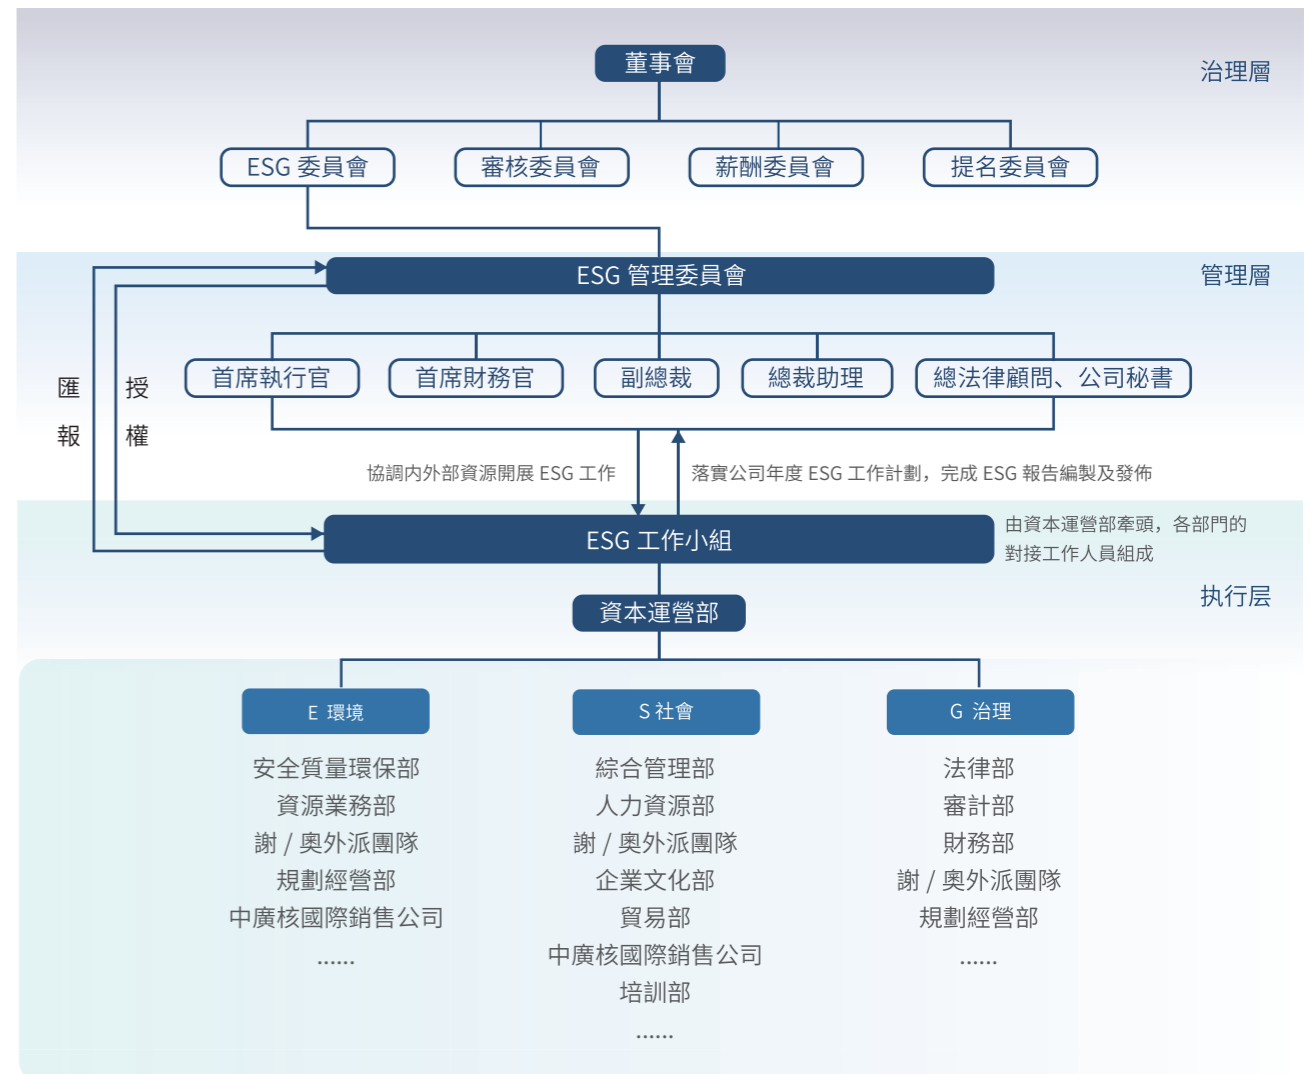 董事會
治理層
ESG 委員會
審核委員會
薪酬委員會
提名委員會
ESG 管理委員會
管理層
匯報
授權
首席執行官
首席財務官
副總裁
總裁助理
總法律顧問、公司秘書
協調內外部資源開展 ESG 工作
落實公司年度 ESG 工作計劃，完成 ESG 報告編製及發佈
ESG 工作小組
由資本運營部牽頭，各部門的
對接工作人員組成
执行层
資本運營部
E 環境
安全質量環保部
資源業務部
謝 / 奧外派團隊
規劃經營部
中廣核國際銷售公司
......
S 社會
綜合管理部
人力資源部
謝 / 奧外派團隊
企業文化部
貿易部
中廣核國際銷售公司
培訓部
......
G 治理
法律部
審計部
財務部
謝 / 奧外派團隊
規劃經營部
......